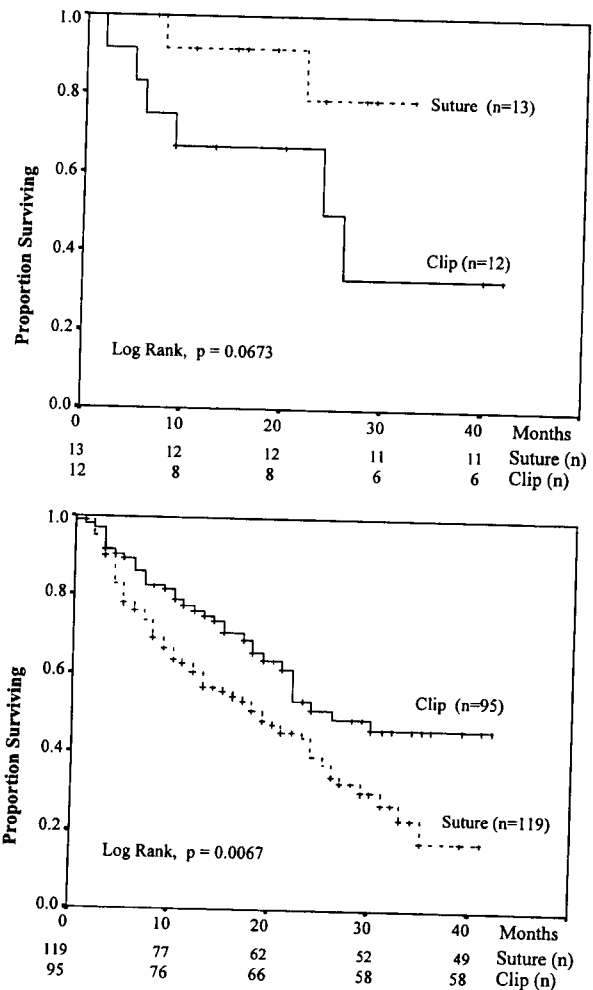 1.0
Suture (n=13)
0.8
0.6
Proportion Surviving
Clip (n=12)
0.4
0.2
Log Rank, p = 0.0673
0.0
0 10 20 30 40 Months
13 12 12 11 11 Suture (n)
12 8 8 6 6 Clip (n)
1.0
0.8
0.6
Proportion Surviving
Clip (n=95)
0.4
Suture (n=119)
0.2
Log Rank, p = 0.0067
0.0
0 10 20 30 40 Months
119 77 62 52 49 Suture (n)
95 76 66 58 58 Clip (n)